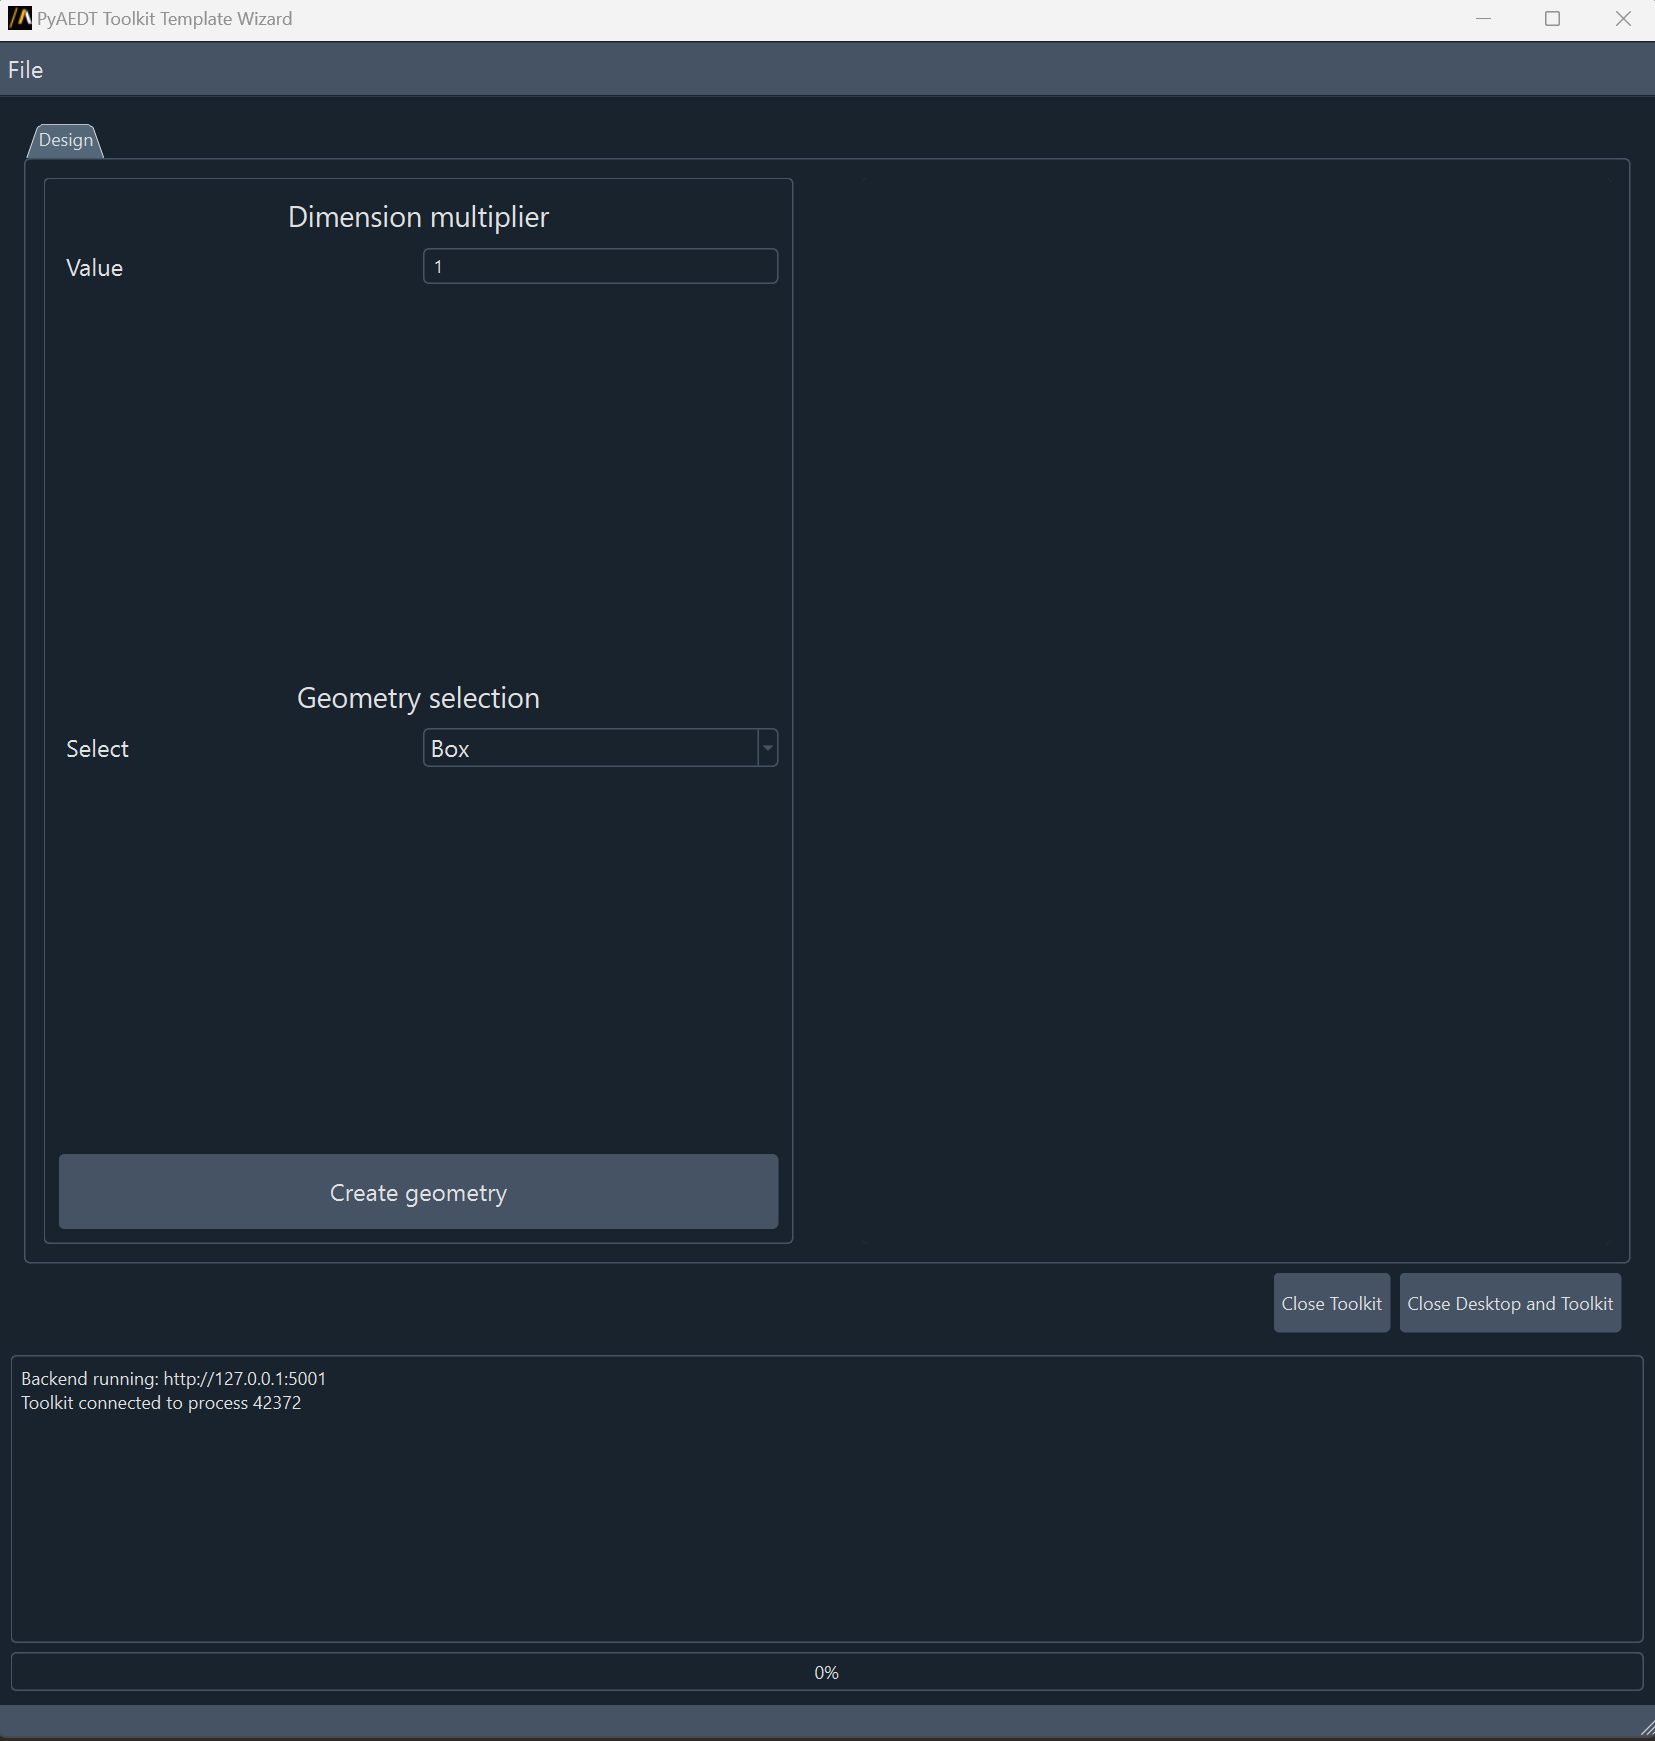 PyAEDT Toolkit Template Wizard
File
Design
Dimension multiplier
Value 1
Geometry selection
Select Box
Create geometry
Close Toolkit Close Desktop and Toolkit
Backend running: http://127.0.0.1:5001
Toolkit connected to process 42372
0%